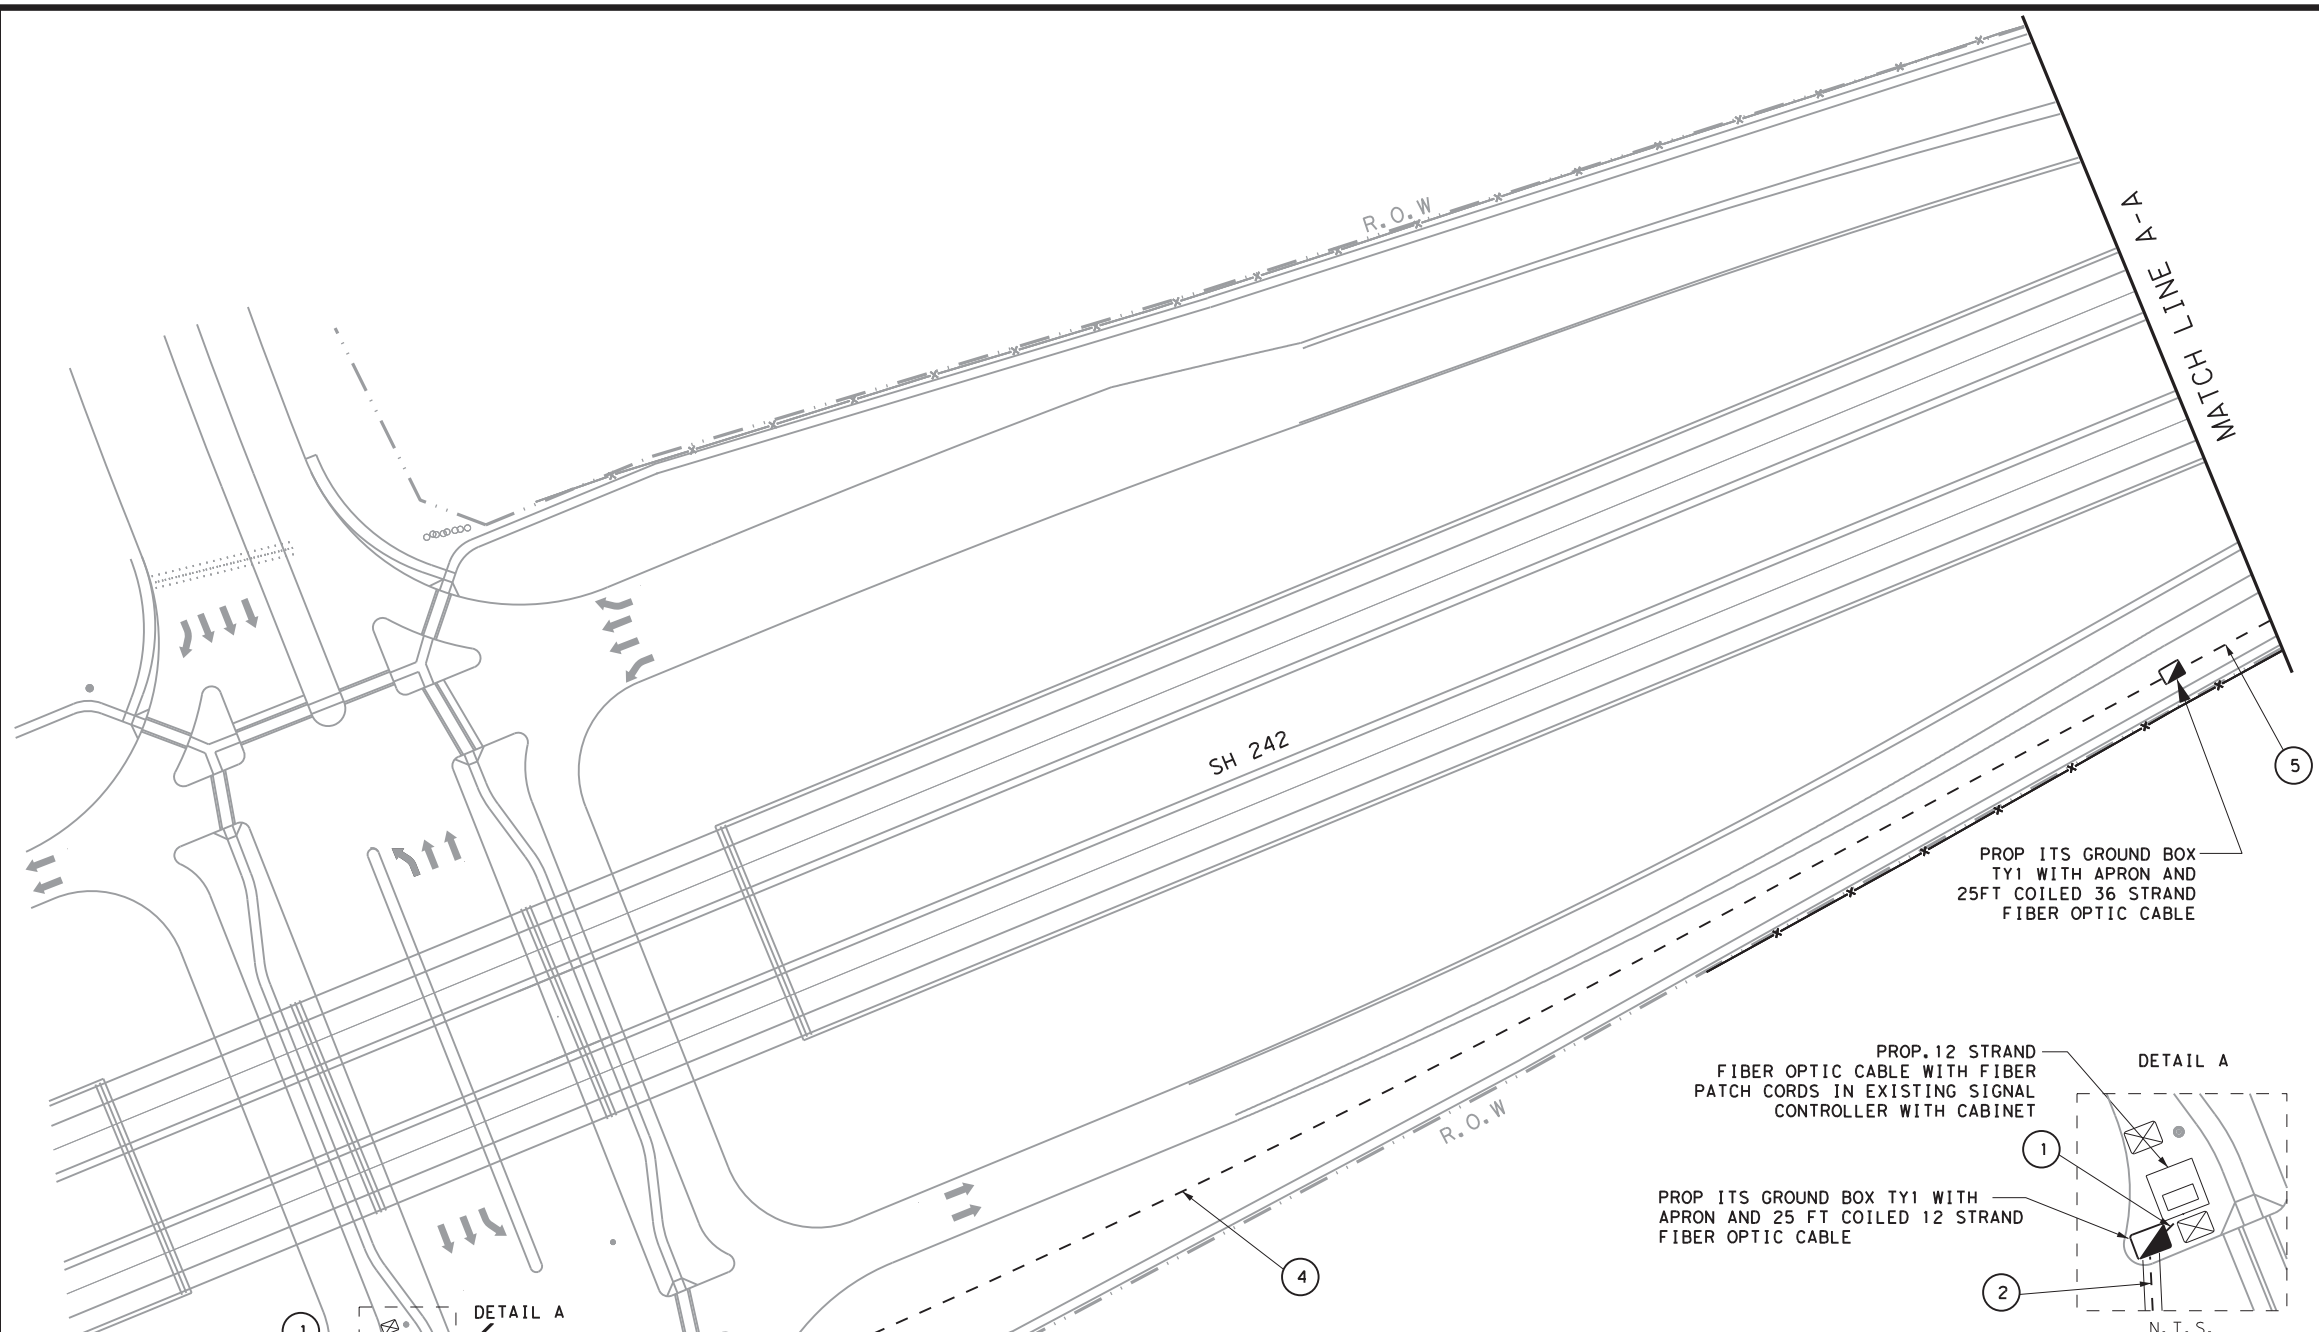 R.O.W
MATCH LINE A-A
SH 242
5
PROP ITS GROUND BOX
TY1 WITH APRON AND
25FT COILED 36 STRAND
FIBER OPTIC CABLE
PROP.12 STRAND
FIBER OPTIC CABLE WITH FIBER
PATCH CORDS IN EXISTING SIGNAL
CONTROLLER WITH CABINET
DETAIL A
R.O.W
1
PROP ITS GROUND BOX TY1 WITH
APRON AND 25 FT COILED 12 STRAND
FIBER OPTIC CABLE
4
2
DETAIL A
1
N.T.S.